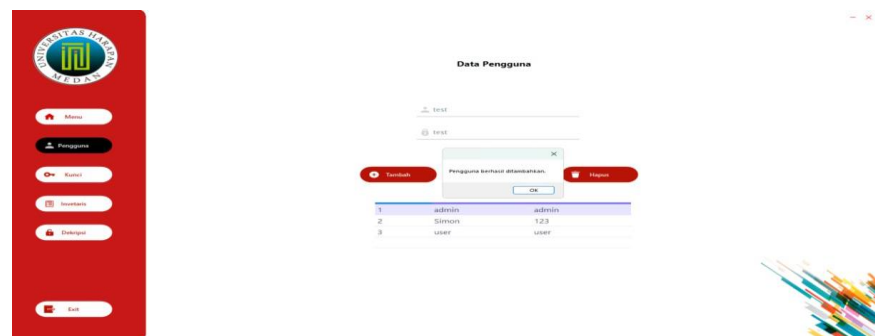 UNIVERSITAS HARAPAN
MEDAN
Data Pengguna
test
test
Menu
Pengguna
Kunci
Invetaris
Dekripsi
Exit
Tambah
Pengguna berhasil ditambahkan.
OK
Hapus
1 admin admin
2 Simon 123
3 user user